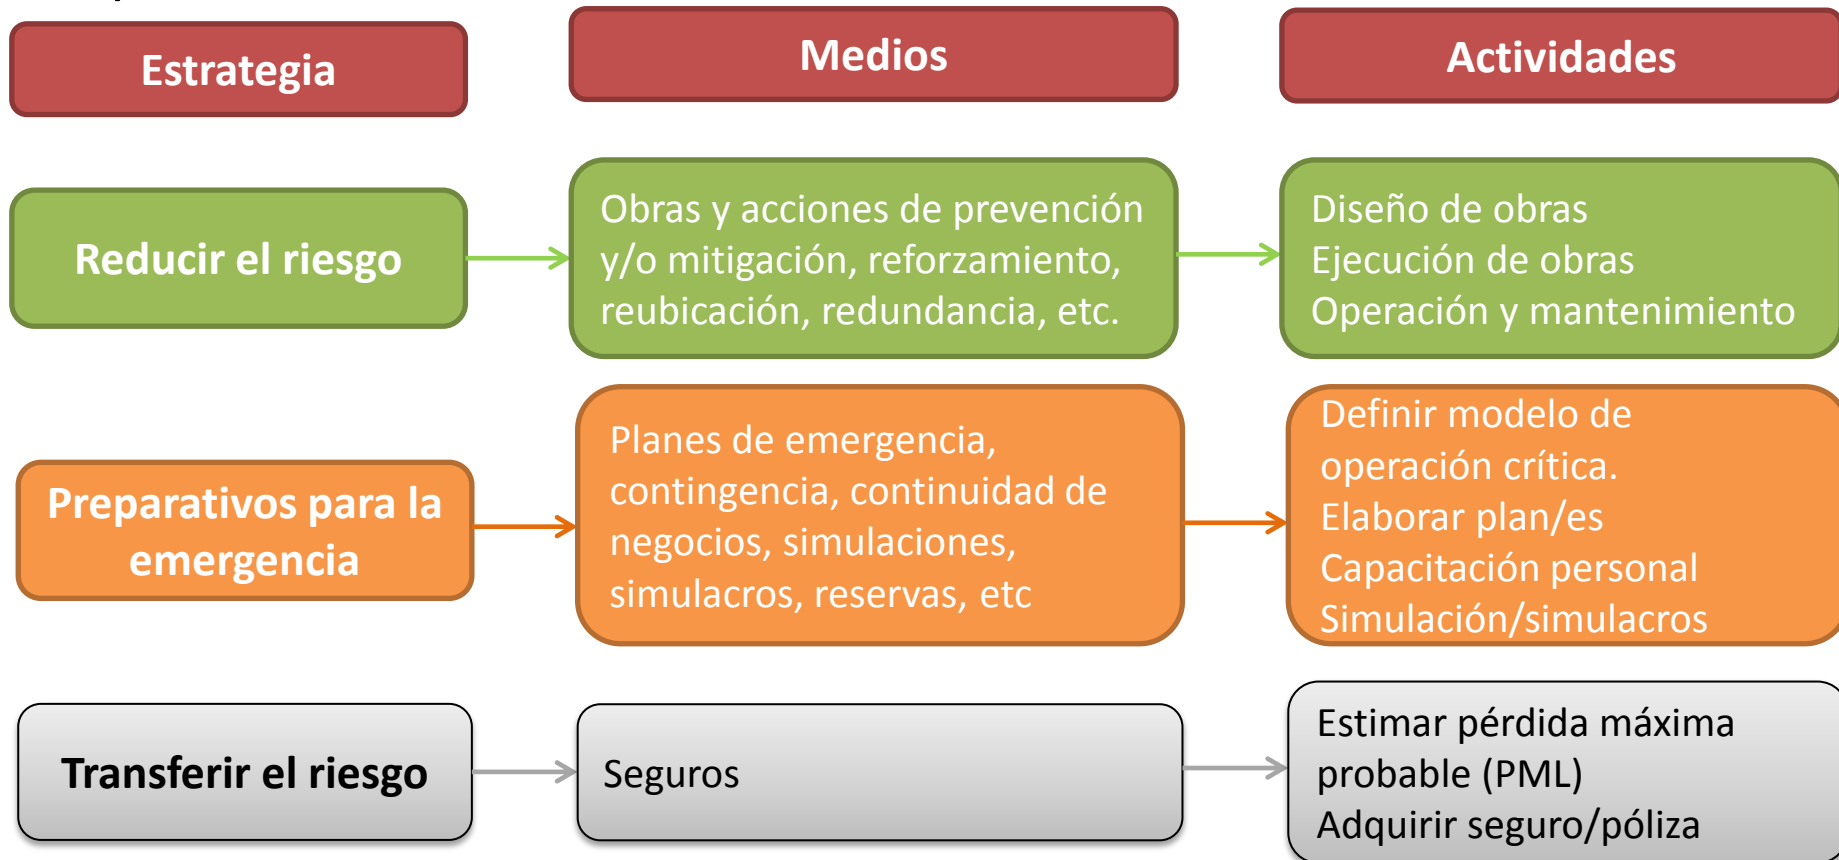 Estrategia
Medios
Actividades
Reducir el riesgo
Obras y acciones de prevención
y/o mitigación, reforzamiento,
reubicación, redundancia, etc.
Diseño de obras
Ejecución de obras
Operación y mantenimiento
Preparativos para la
emergencia
Planes de emergencia,
contingencia, continuidad de
negocios, simulaciones,
simulacros, reservas, etc
Definir modelo de
operación crítica.
Elaborar plan/es
Capacitación personal
Simulación/simulacros
Transferir el riesgo
Seguros
Estimar pérdida máxima
probable (PML)
Adquirir seguro/póliza